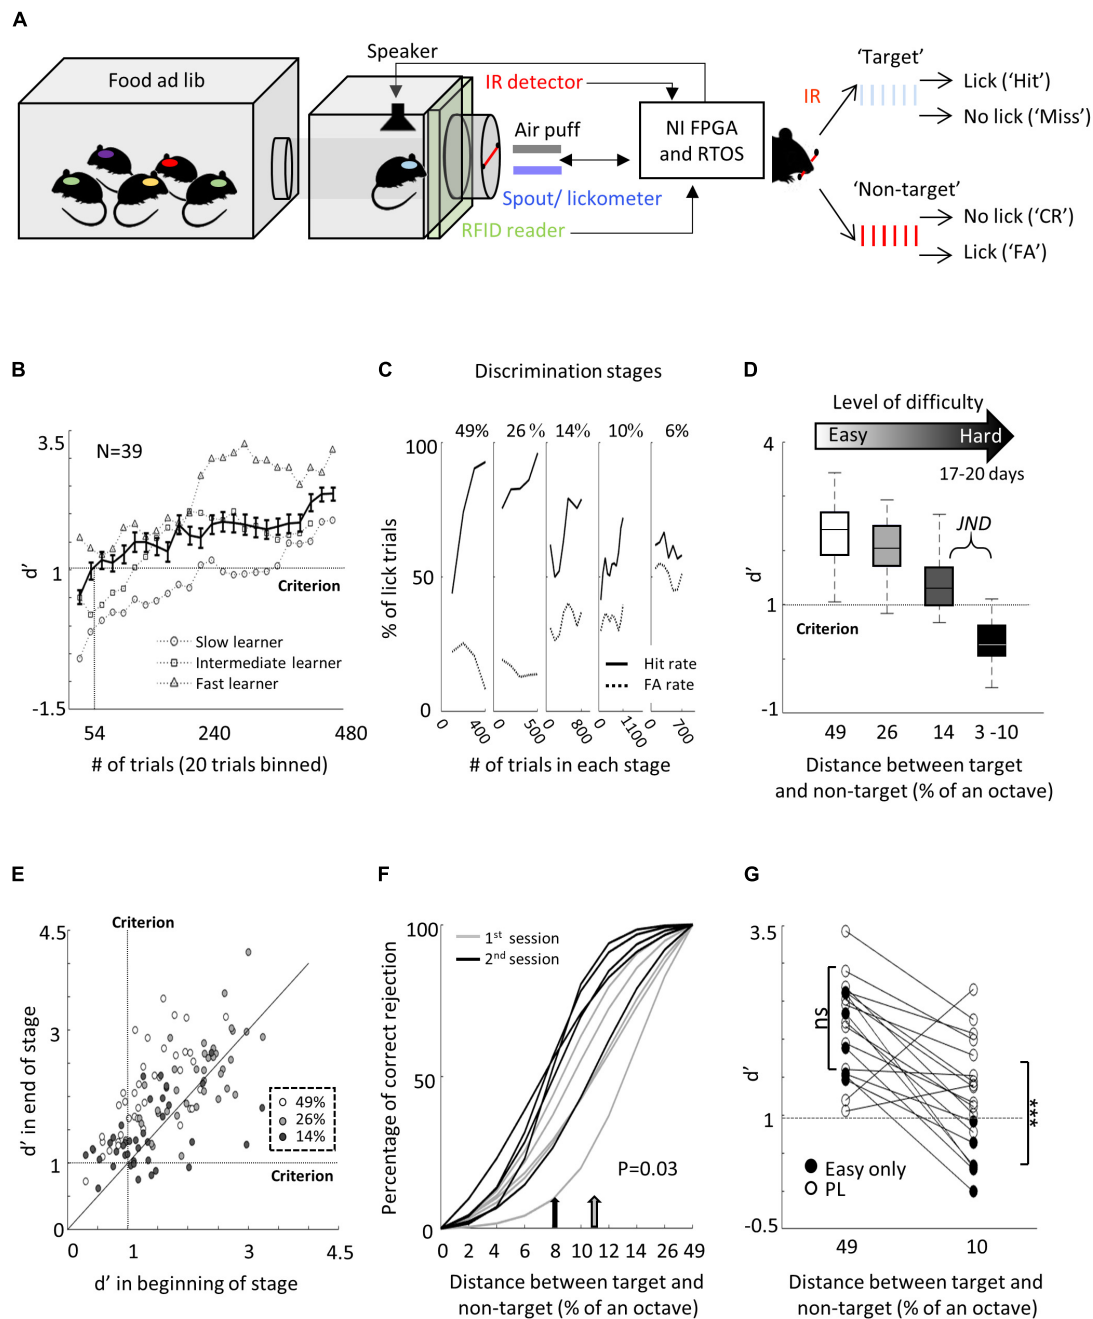 A
Food ad lib
Speaker
IR detector
Air puff
Spout/ lickometer
RFID reader
NI FPGA
and RTOS
IR
'Target'
Lick ('Hit')
No lick ('Miss')
'Non-target'
No lick ('CR')
Lick ('FA')
B
3.5
N=39
d'
1
Criterion
Slow learner
Intermediate learner
Fast learner
-1.5
54
240
480
# of trials (20 trials binned)
C
Discrimination stages
49%
26%
14%
10%
6%
100
% of lick trials
50
Hit rate
FA rate
0
0
400
0
500
0
800
0
1100
0
700
# of trials in each stage
D
Level of difficulty
Easy
Hard
4
17-20 days
JND
d'
1
Criterion
-1
49
26
14
3 -10
Distance between target
and non-target (% of an octave)
E
Criterion
4.5
3
d' in end of stage
49%
26%
14%
1
Criterion
0
0
1
3
4.5
d' in beginning of stage
F
100
1st session
2nd session
Percentage of correct rejection
50
P=0.03
0
0
2
4
6
8
10
12
14
26
49
Distance between target and
non-target (% of an octave)
G
3.5
ns
d'
1
***
Easy only
PL
-0.5
49
10
Distance between target and
non-target (% of an octave)